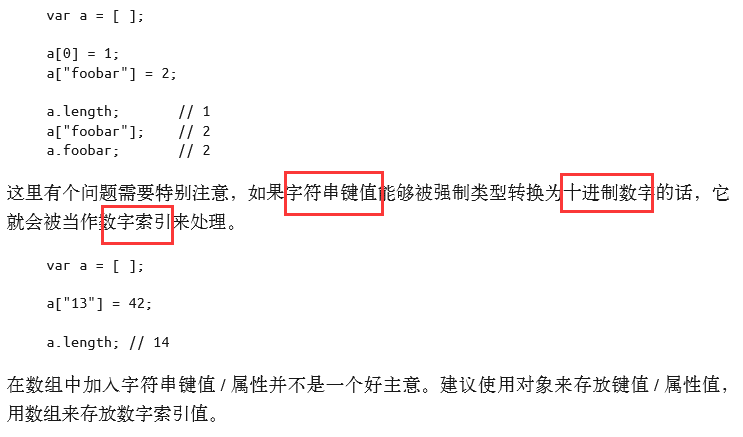 var a = [ ];
a[0] = 1;
a["foobar"] = 2;
a.length;       // 1
a["foobar"];    // 2
a.foobar;       // 2
这里有个问题需要特别注意，如果字符串键值能够被强制类型转换为十进制数字的话，它
就会被当作数字索引来处理。
var a = [ ];
a["13"] = 42;
a.length; // 14
在数组中加入字符串键值 / 属性并不是一个好主意。建议使用对象来存放键值 / 属性值，
用数组来存放数字索引值。